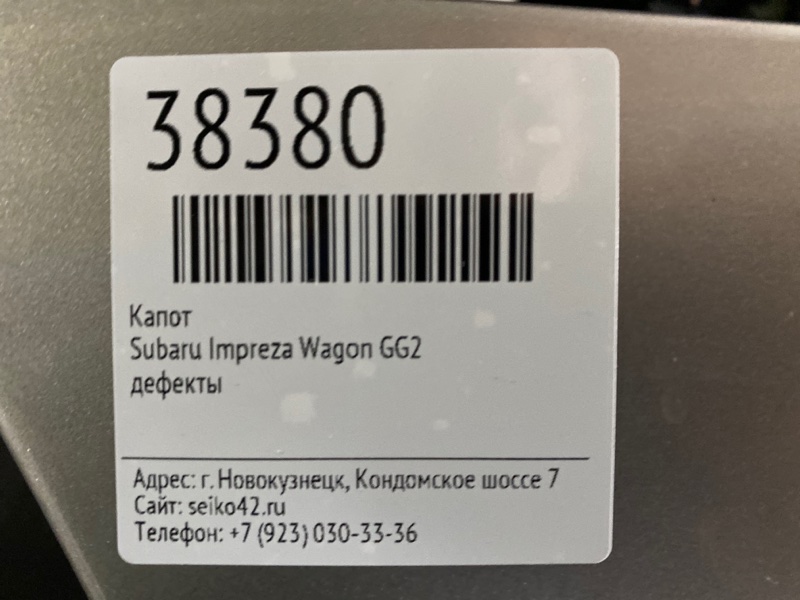 38380
Капот
Subaru Impreza Wagon GG2
дефекты
Адрес: г. Новокузнецк, Кондомское шоссе 7
Сайт: seiko42.ru
Телефон: +7 (923) 030-33-36